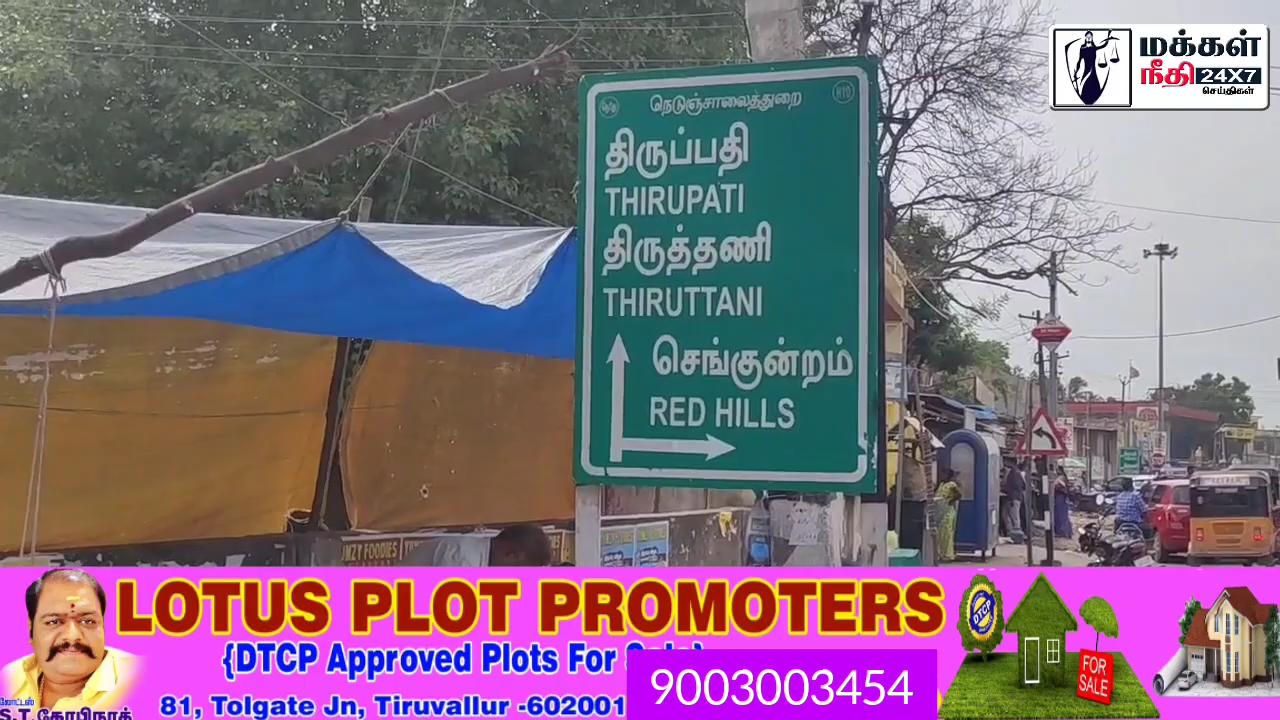 மக்கள்
நீதி 24X7
செய்திகள்
நெடுஞ்சாலைத்துறை
திருப்பதி
THIRUPATI
திருத்தணி
THIRUTTANI
செங்குன்றம்
RED HILLS
LOTUS PLOT PROMOTERS
{DTCP Approved Plots For
81, Tolgate Jn, Tiruvallur -602001
9003003454
லோட்டஸ்
S.T.கோபிநாத்
DTCP
FOR
SALE